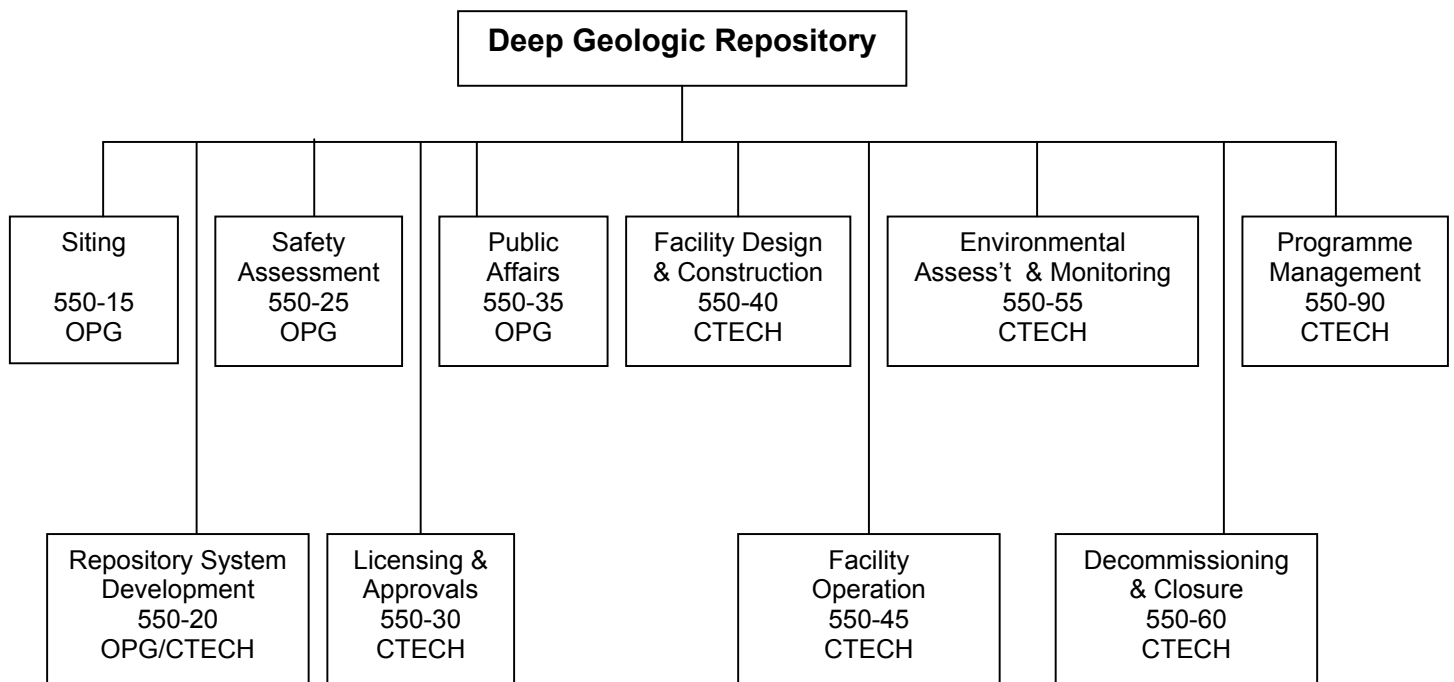 Deep Geologic Repository
Siting
550-15
OPG
Safety
Assessment
550-25
OPG
Public
Affairs
550-35
OPG
Facility Design
& Construction
550-40
CTECH
Environmental
Assess't & Monitoring
550-55
CTECH
Programme
Management
550-90
CTECH
Repository System
Development
550-20
OPG/CTECH
Licensing &
Approvals
550-30
CTECH
Facility
Operation
550-45
CTECH
Decommissioning
& Closure
550-60
CTECH